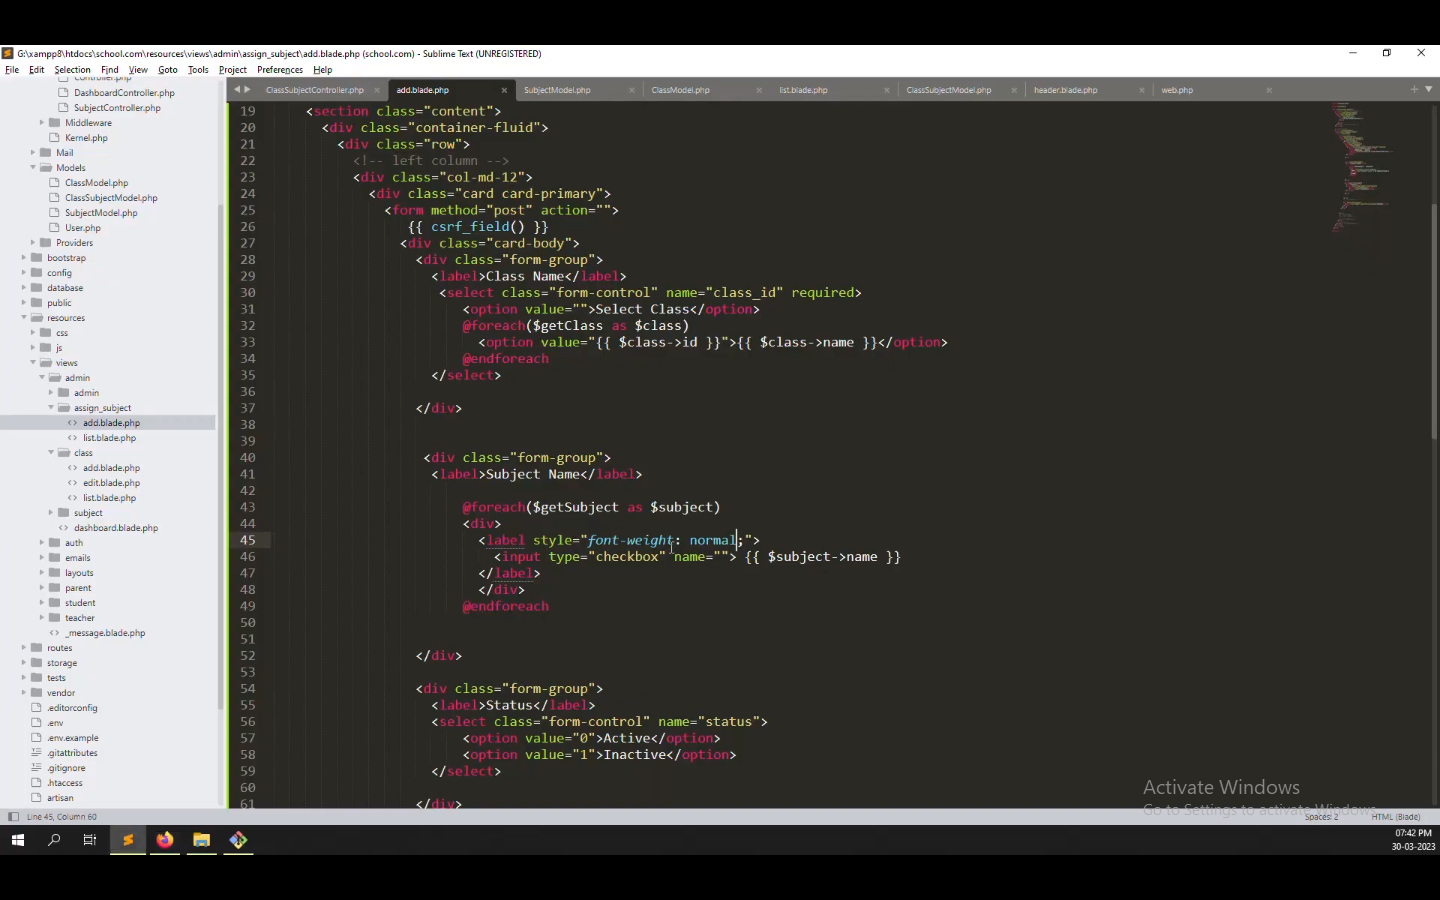 G:\xampp8\htdocs\school.com\resources\views\admin\assign_subject\add.blade.php (school.com) - Sublime Text (UNREGISTERED)
File Edit Selection Find View Goto Tools Project Preferences Help
ClassSubjectController.php × add.blade.php × SubjectModel.php × ClassModel.php × list.blade.php × ClassSubjectModel.php × header.blade.php × web.php ×
Controller.php
DashboardController.php
SubjectController.php
Middleware
Kernel.php
Mail
Models
ClassModel.php
ClassSubjectModel.php
SubjectModel.php
User.php
Providers
bootstrap
config
database
public
resources
css
js
views
admin
admin
assign_subject
add.blade.php
list.blade.php
class
add.blade.php
edit.blade.php
list.blade.php
subject
dashboard.blade.php
auth
emails
layouts
parent
student
teacher
_message.blade.php
routes
storage
tests
vendor
.editorconfig
.env
.env.example
.gitattributes
.gitignore
.htaccess
artisan
19 <section class="content">
20 <div class="container-fluid">
21 <div class="row">
22 <!-- left column -->
23 <div class="col-md-12">
24 <div class="card card-primary">
25 <form method="post" action="">
26 {{ csrf_field() }}
27 <div class="card-body">
28 <div class="form-group">
29 <label>Class Name</label>
30 <select class="form-control" name="class_id" required>
31 <option value="">Select Class</option>
32 @foreach($getClass as $class)
33 <option value="{{ $class->id }}">{{ $class->name }}</option>
34 @endforeach
35 </select>
36
37 </div>
38
39
40 <div class="form-group">
41 <label>Subject Name</label>
42
43 @foreach($getSubject as $subject)
44 <div>
45 <label style="font-weight: normal;">
46 <input type="checkbox" name=""> {{ $subject->name }}
47 </label>
48 </div>
49 @endforeach
50
51
52 </div>
53
54 <div class="form-group">
55 <label>Status</label>
56 <select class="form-control" name="status">
57 <option value="0">Active</option>
58 <option value="1">Inactive</option>
59 </select>
60
61 </div>
Activate Windows
Go to Settings to activate Windows.
Line 45, Column 60
Spaces: 2 HTML (Blade)
07:42 PM
30-03-2023